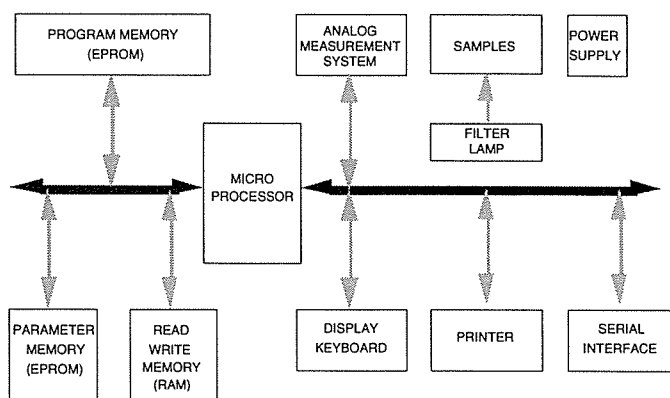 PROGRAM MEMORY
(EPROM)
ANALOG
MEASUREMENT
SYSTEM
SAMPLES
POWER
SUPPLY
FILTER
LAMP
MICRO
PROCESSOR
PARAMETER
MEMORY
(EPROM)
READ
WRITE
MEMORY
(RAM)
DISPLAY
KEYBOARD
PRINTER
SERIAL
INTERFACE